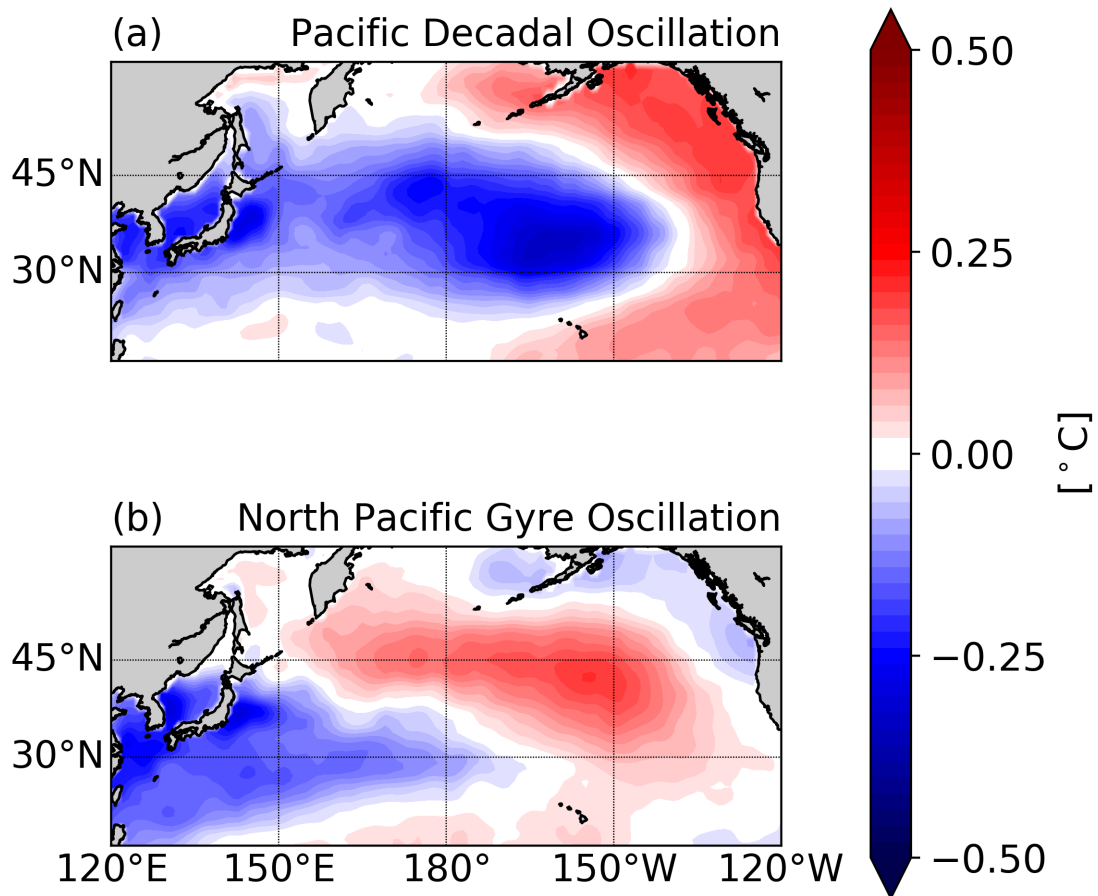 (a) Pacific Decadal Oscillation
45°N
30°N
(b) North Pacific Gyre Oscillation
45°N
30°N
120°E 150°E 180° 150°W 120°W
0.50
0.25
0.00
−0.25
−0.50
[°C]